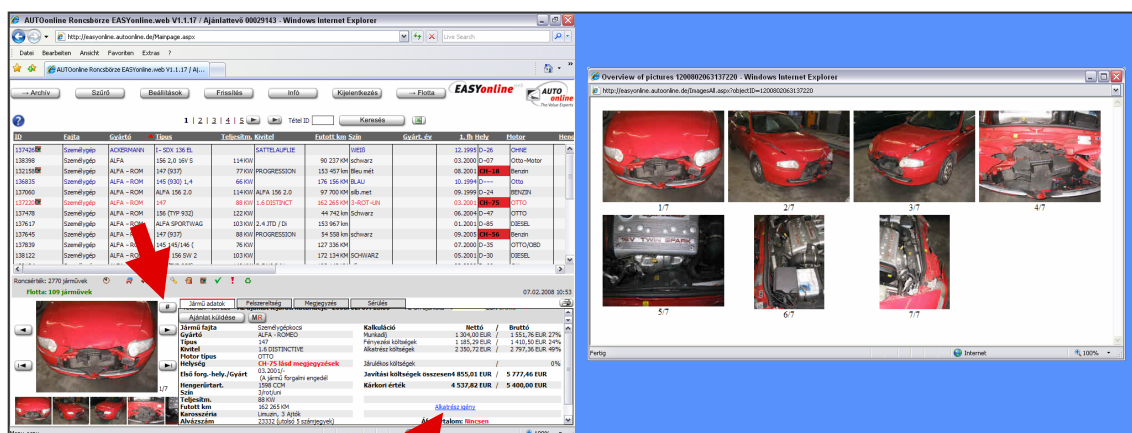 AUTOonline Roncsbörze EASYonline.web V1.1.17 / Ajánlattevő 00029143 - Windows Internet Explorer
http://easyonline.autoonline.de/Mainpage.aspx
Live Search
Datei Bearbeiten Ansicht Favoriten Extras ?
AUTOonline Roncsbörze EASYonline.web V1.1.17 / Aj...
→ Archív Szűrő Beállítások Frissítés Infó Kijelentkezés → Flotta EASYonline AUTO online
1 | 2 | 3 | 4 | 5 Tétel ID Keresés
ID Fajta Gyártó Típus Teljesítm. Kivitel Futott km Szín Gyárt. év 1. fh Hely Motor
137426 Személygép ACKERMANN I- SDX 136 EL SATTELAUFLIE WEIß 12.1995 D-26 OHNE
138398 Személygép ALFA 156 2,0 16V S 114 KW 90 237 KM schwarz 03.2000 D-07 Otto-Motor
132158 Személygép ALFA - ROM 147 (937) 77 KW PROGRESSION 153 457 km Bleu mét 08.2001 CH-18 Benzin
136835 Személygép ALFA - ROM 145 (930) 1,4 66 KW 176 156 KM BLAU 10.1994 D--- Otto
137060 Személygép ALFA - ROM ALFA 156 2.0 114 KW ALFA 156 2.0 97 700 KM silb.met 09.1999 D-24 BENZIN
137220 Személygép ALFA - ROM 147 88 KW 1.6 DISTINCT 162 265 KM 3-ROT-UN 03.2001 CH-75 OTTO
137478 Személygép ALFA - ROM 156 (TYP 932) 122 KW 44 742 km Schwarz 06.2004 D-47 OTTO
137617 Személygép ALFA - ROM ALFA SPORTWAG 103 KW 2.4 JTD / Di 153 967 km 01.2001 D-85 DIESEL
137645 Személygép ALFA - ROM 147 (937) 88 KW PROGRESSION 54 558 km schwarz 09.2005 CH-56 Benzin
137839 Személygép ALFA - RO 145 145/146 ( 76 KW 127 336 KM 07.2000 D-35 OTTO/OBD
138122 Személygép ALFA - 156 SW 2 103 KW 172 134 KM SCHWARZ 05.2001 D-30 DIESEL
Roncsérték: 2770 járművek
Flotta: 109 járművek 07.02.2008 10:53
Jármű adatok Felszereltség Megjegyzés Sérülés
Ajánlat küldése MR
Jármű fajta Személygépkocsi Kalkuláció Nettó / Bruttó
Gyártó ALFA - ROMEO Munkadíj 1 304,00 EUR / 1 551,76 EUR 27%
Típus 147 Fényezési költségek 1 185,29 EUR / 1 410,50 EUR 24%
Kivitel 1.6 DISTINCTIVE Alkatrész költségek 2 350,72 EUR / 2 797,36 EUR 49%
Motor típus OTTO
Helység CH-75 lásd megjegyzések Járulékos költségek / 0%
Első forg.-hely./Gyárt 03.2001/- (A jármű forgalmi engedél Javítási költségek összesen 4 855,01 EUR / 5 777,46 EUR
Hengerűrtart. 1598 CCM Kárkori érték 4 537,82 EUR / 5 400,00 EUR
Szín 3/rot/uni
Teljesítm. 88 KW
Futott km 162 265 KM Alkatrész igény
Karosszéria Limuzin, 3 Ajtók
Alvázszám 23332 (utolsó 5 számjegyek) talom: Nincsen
1/7
Overview of pictures 1200802063137220 - Windows Internet Explorer
http://easyonline.autoonline.de/ImagesAll.aspx?objectID=1200802063137220
1/7 2/7 3/7 4/7
16V TWIN SPARK
5/7 6/7 7/7
Fertig Internet 100%